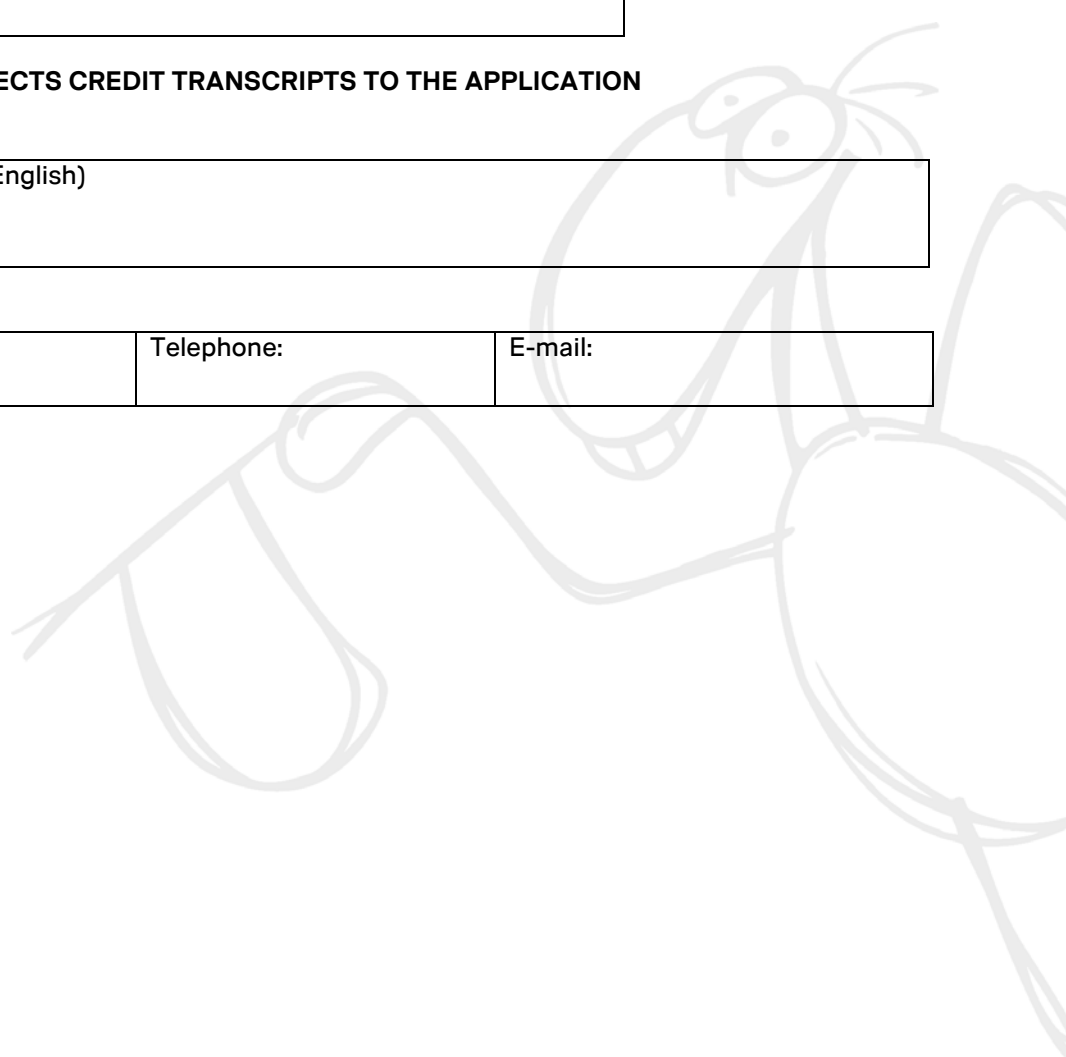 ECTS CREDIT TRANSCRIPTS TO THE APPLICATION
English)
Telephone:
E-mail: